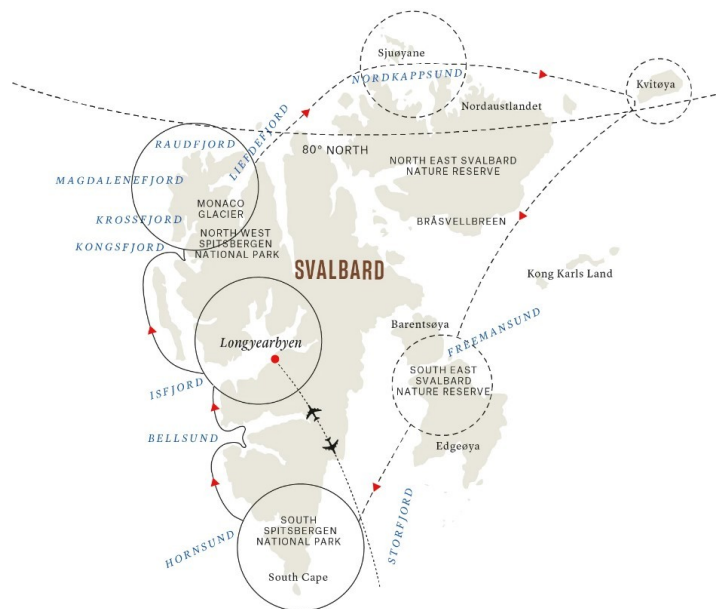 Sjuøyane
NORDKAPPSUND
Kvitøya
Nordaustlandet
LIEFDEFJORD
RAUDFJORD
80° NORTH
NORTH EAST SVALBARD
NATURE RESERVE
MAGDALENEFJORD
MONACO
GLACIER
KROSSFJORD
BRÅSVELLBREEN
NORTH WEST
SPITSBERGEN
NATIONAL PARK
KONGSFJORD
SVALBARD
Kong Karls Land
Barentsøya
FREEMANSUND
Longyearbyen
SOUTH EAST
SVALBARD
NATURE RESERVE
ISFJORD
BELLSUND
Edgeøya
STORFJORD
SOUTH
SPITSBERGEN
NATIONAL PARK
HORNSUND
South Cape